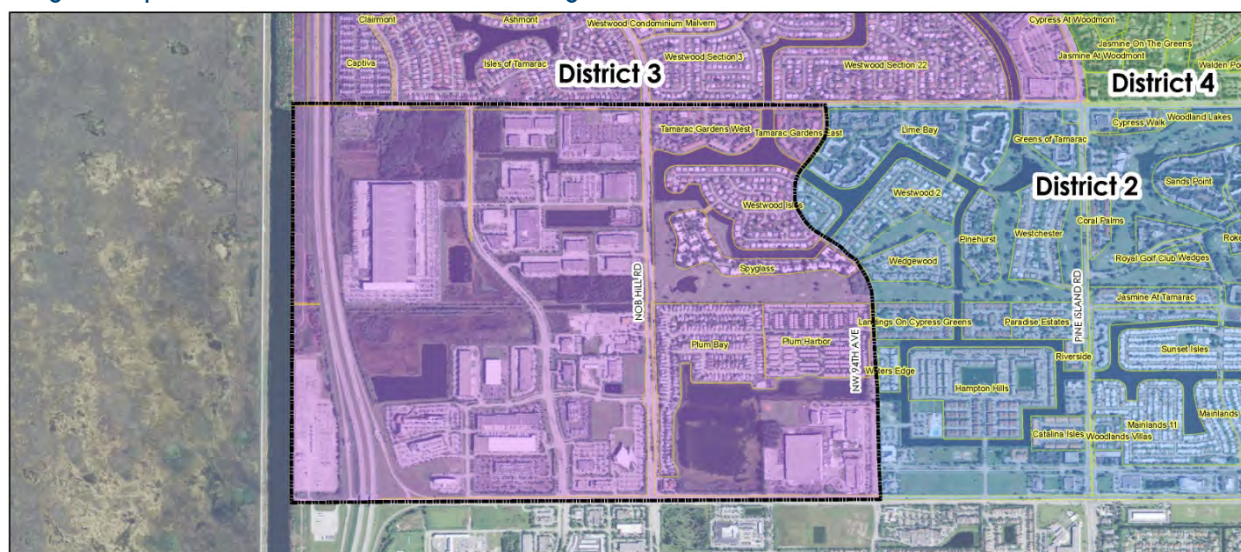 Clairmont
Ashmont
Westwood Condominium Malvern
Cypress At Woodmont
Captiva
Isles of Tamarac
Westwood Section 3
Westwood Section 22
Jasmine On The Greens
Jasmine At Woodmont
District 3
District 4
Tamarac Gardens West
Tamarac Gardens East
Lime Bay
Greens of Tamarac
Cypress Walk
Woodland Lakes
Westwood 2
District 2
Sands Point
Westwood Isles
Coral Palms
Pinehurst
Westchester
Wedgewood
Royal Golf Club
Wedges
Spyglass
NOB HILL RD
PINE ISLAND RD
Jasmine At Tamarac
Landings On Cypress Greens
Paradise Estates
Plum Bay
Plum Harbor
NW 94TH AVE
Riverside
Sunset Isles
Waters Edge
Hampton Hills
Mainlands
Mainlands 11
Catalina Isles
Woodlands Villas